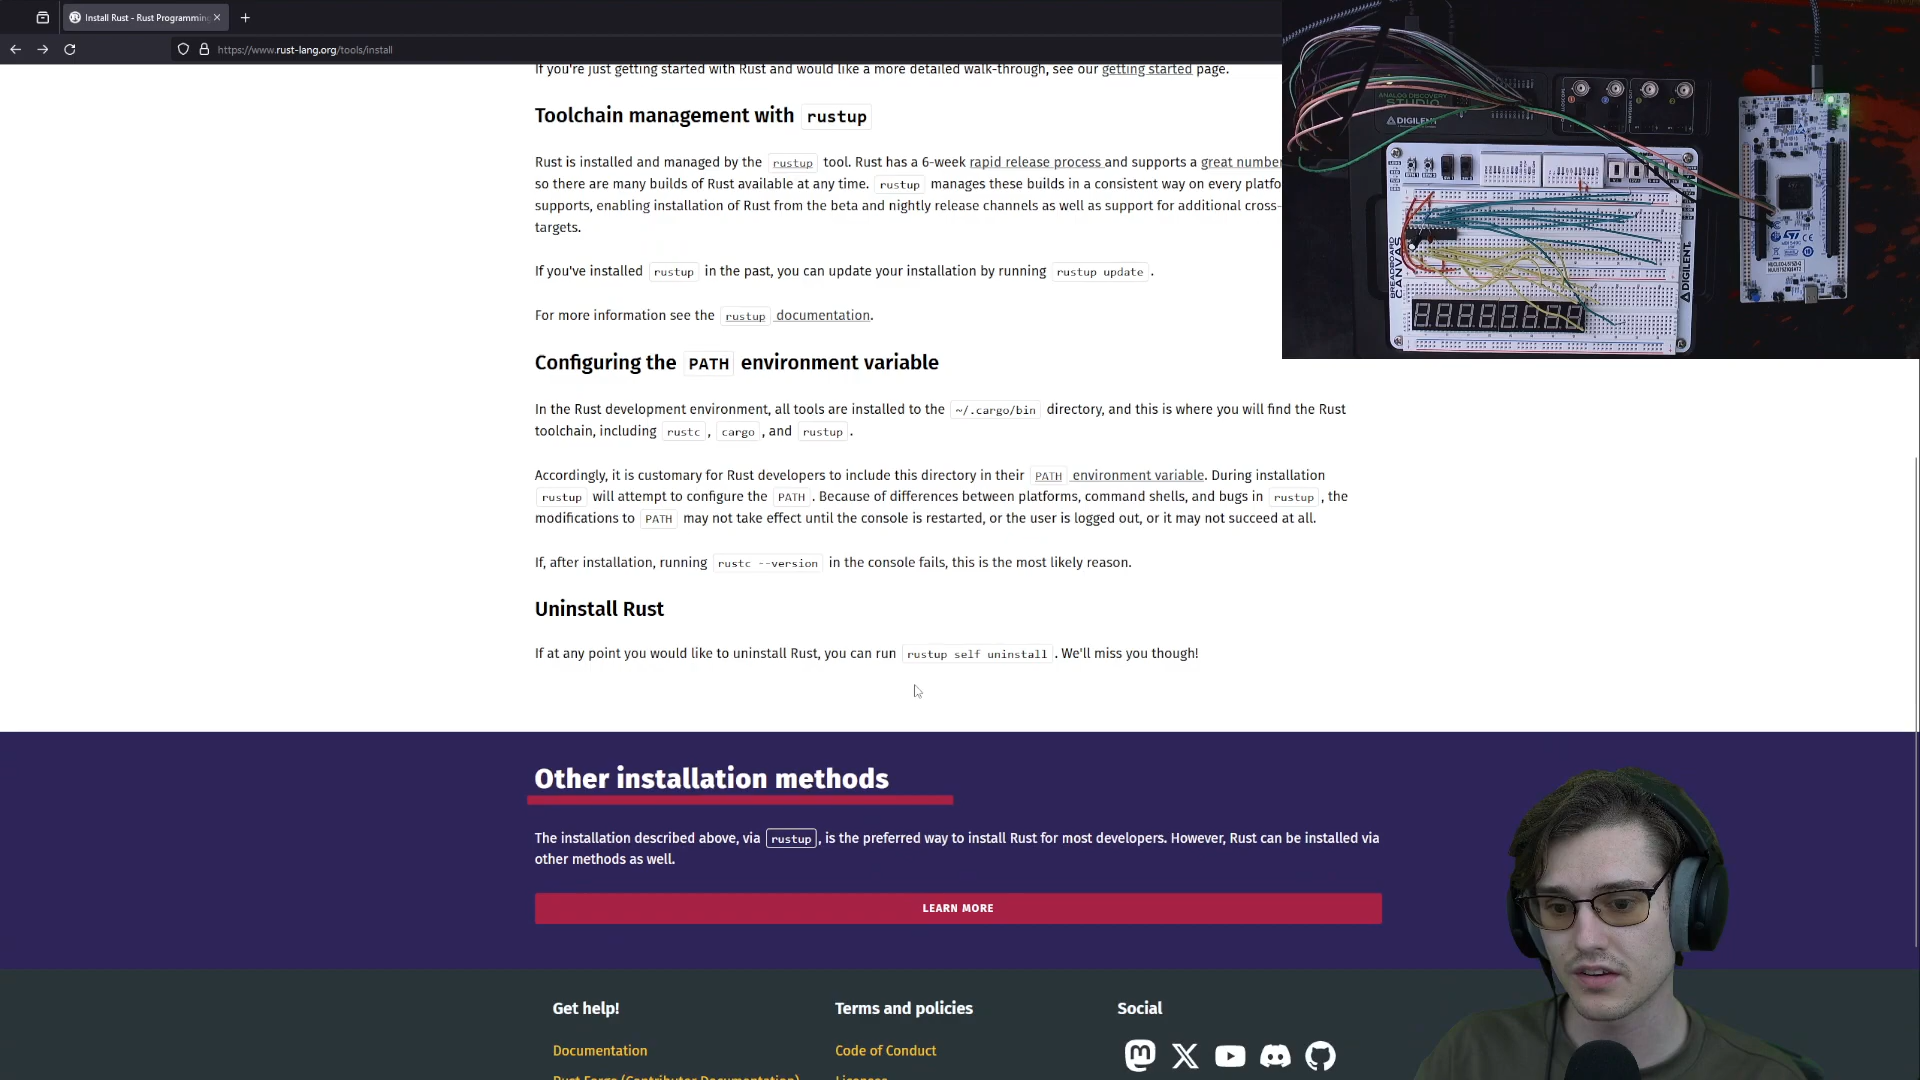 Install Rust - Rust Programming
https://www.rust-lang.org/tools/install
If you're just getting started with Rust and would like a more detailed walk-through, see our getting started page.
Toolchain management with rustup
Rust is installed and managed by the rustup tool. Rust has a 6-week rapid release process and supports a great number
so there are many builds of Rust available at any time. rustup manages these builds in a consistent way on every platfo
supports, enabling installation of Rust from the beta and nightly release channels as well as support for additional cross-
targets.
If you've installed rustup in the past, you can update your installation by running rustup update .
For more information see the rustup documentation.
Configuring the PATH environment variable
In the Rust development environment, all tools are installed to the ~/.cargo/bin directory, and this is where you will find the Rust
toolchain, including rustc , cargo , and rustup .
Accordingly, it is customary for Rust developers to include this directory in their PATH environment variable. During installation
rustup will attempt to configure the PATH . Because of differences between platforms, command shells, and bugs in rustup , the
modifications to PATH may not take effect until the console is restarted, or the user is logged out, or it may not succeed at all.
If, after installation, running rustc --version in the console fails, this is the most likely reason.
Uninstall Rust
If at any point you would like to uninstall Rust, you can run rustup self uninstall . We'll miss you though!
Other installation methods
The installation described above, via rustup , is the preferred way to install Rust for most developers. However, Rust can be installed via
other methods as well.
LEARN MORE
Get help!
Terms and policies
Social
Documentation
Code of Conduct
Rust Forge (Contributor Documentation)
Licenses
ANALOG DISCOVERY
STUDIO
DIGILENT
BREADBOARD
CANVAS
DIGILENT